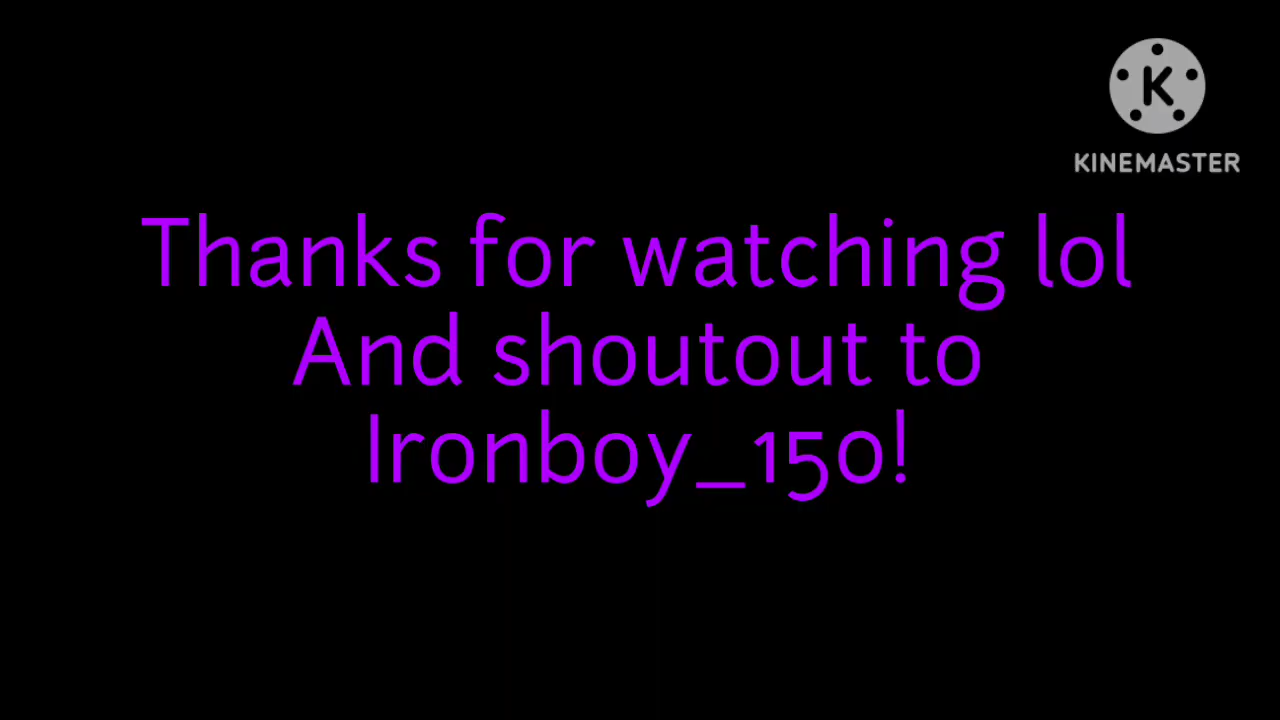 K
KINEMASTER
Thanks for watching lol
And shoutout to
Ironboy_150!